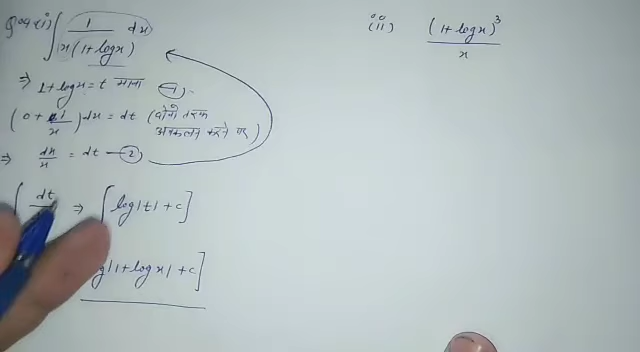 (i) ∫ 1/x(1+logx) dx
⇒ 1+logx = t माना —①.
(0 + 1/x)dx = dt (दोनों तरफ अवकलन करने पर)
⇒ dx/x = dt —②
∫ dt ⇒ [log|t| + c]
g|1+logx| + c]
(ii) (1+logx)³/x